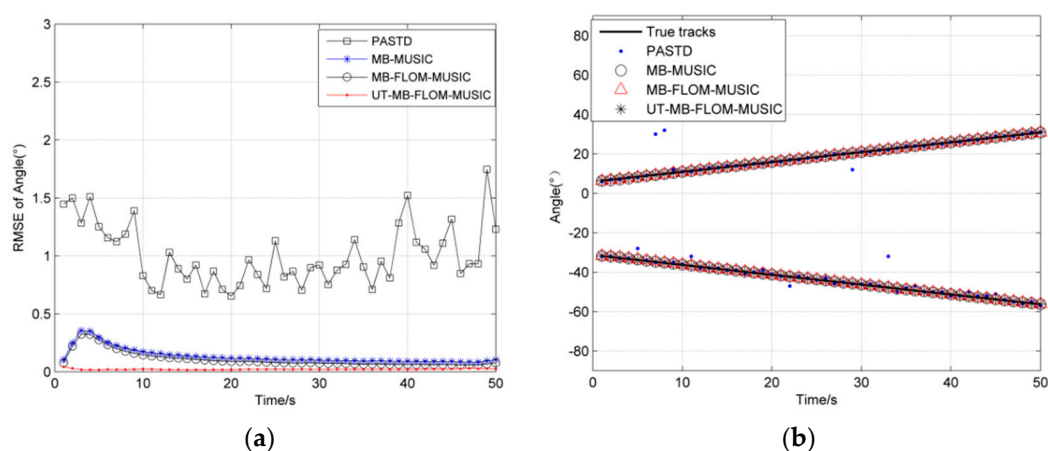 3
2.5
2
1.5
1
0.5
0
RMSE of Angle(°)
PASTD
MB-MUSIC
MB-FLOM-MUSIC
UT-MB-FLOM-MUSIC
0 10 20 30 40 50
Time/s
(a)
80
60
40
20
0
-20
-40
-60
-80
Angle(°)
True tracks
PASTD
MB-MUSIC
MB-FLOM-MUSIC
UT-MB-FLOM-MUSIC
0 10 20 30 40 50
Time/s
(b)